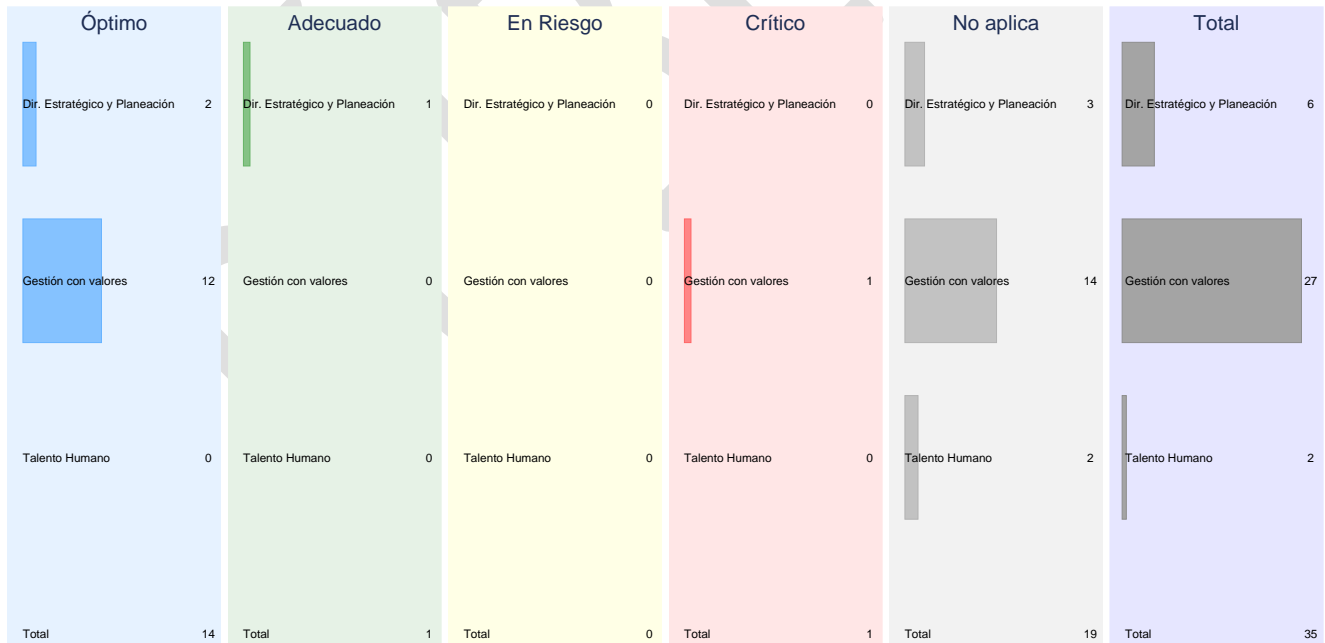 Óptimo Adecuado En Riesgo Crítico No aplica Total
Dir. Estratégico y Planeación 2 Dir. Estratégico y Planeación 1 Dir. Estratégico y Planeación 0 Dir. Estratégico y Planeación 0 Dir. Estratégico y Planeación 3 Dir. Estratégico y Planeación 6
Gestión con valores 12 Gestión con valores 0 Gestión con valores 0 Gestión con valores 1 Gestión con valores 14 Gestión con valores 27
Talento Humano 0 Talento Humano 0 Talento Humano 0 Talento Humano 0 Talento Humano 2 Talento Humano 2
Total 14 Total 1 Total 0 Total 1 Total 19 Total 35